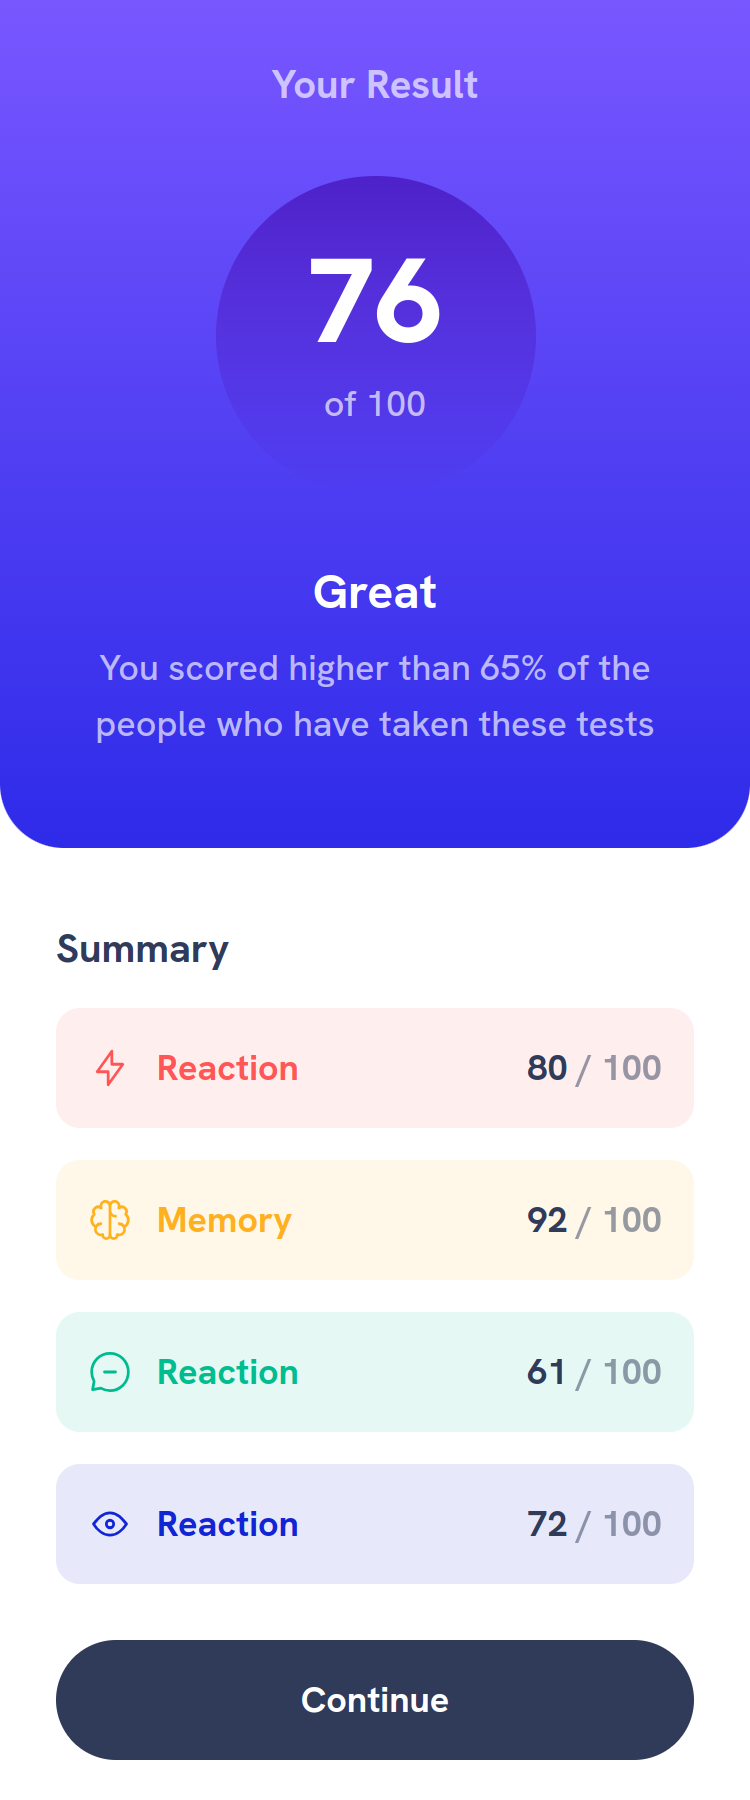 Your Result
76
of 100
Great
You scored higher than 65% of the
people who have taken these tests
Summary
Reaction 80 / 100
Memory 92 / 100
Reaction 61 / 100
Reaction 72 / 100
Continue